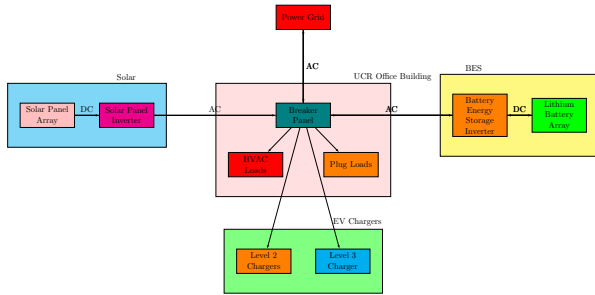 Power Grid
AC
Solar
UCR Office Building
BES
Solar Panel
Array
DC
Solar Panel
Inverter
AC
Breaker
Panel
AC
Battery
Energy
Storage
Inverter
DC
Lithium
Battery
Array
HVAC
Loads
Plug Loads
EV Chargers
Level 2
Chargers
Level 3
Charger